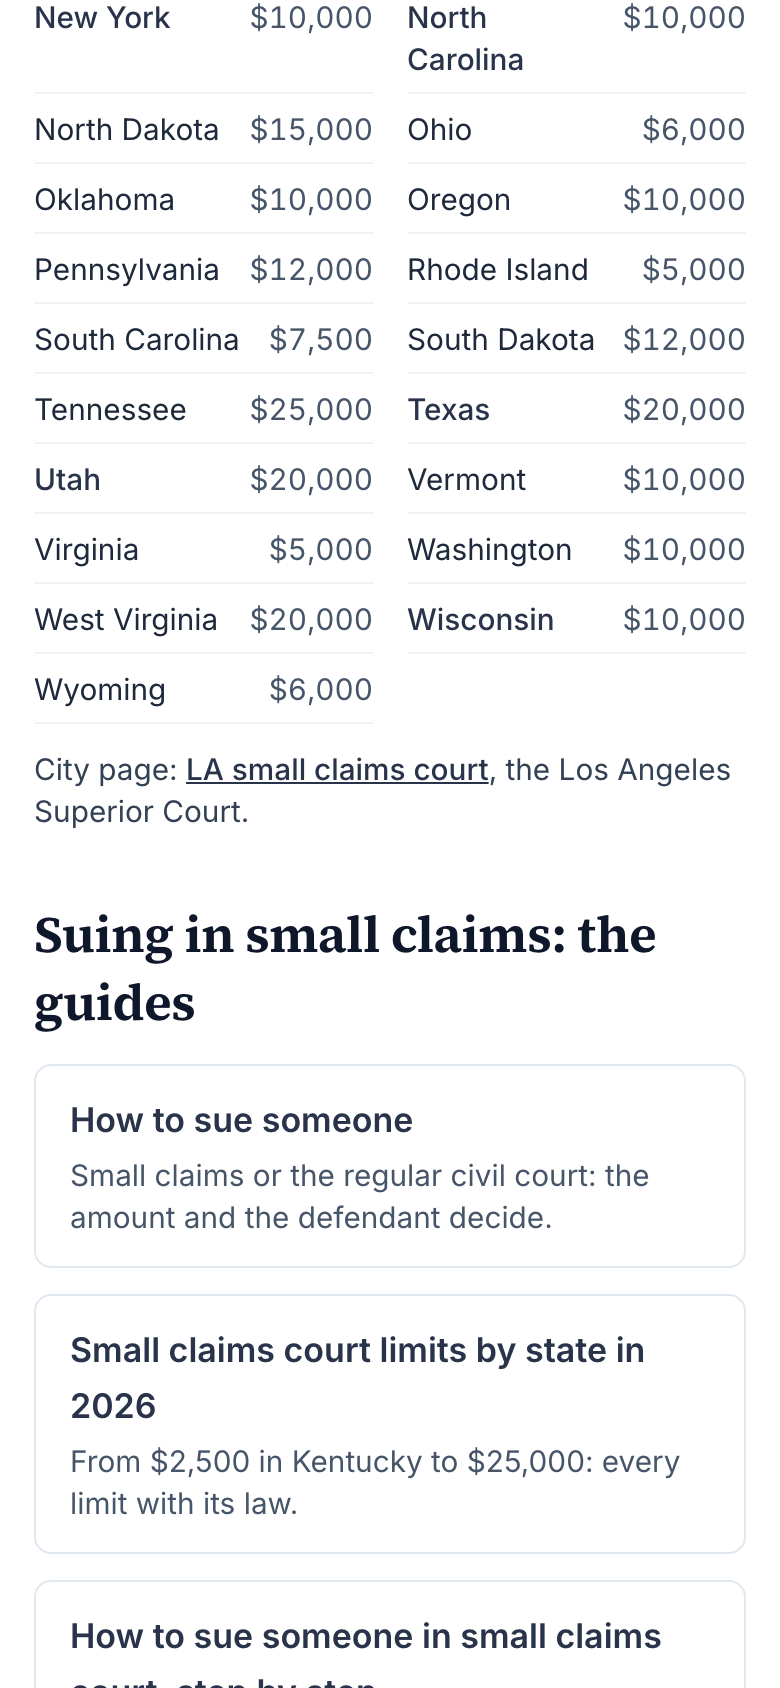 New York $10,000 North Carolina $10,000
North Dakota $15,000 Ohio $6,000
Oklahoma $10,000 Oregon $10,000
Pennsylvania $12,000 Rhode Island $5,000
South Carolina $7,500 South Dakota $12,000
Tennessee $25,000 Texas $20,000
Utah $20,000 Vermont $10,000
Virginia $5,000 Washington $10,000
West Virginia $20,000 Wisconsin $10,000
Wyoming $6,000
City page: LA small claims court, the Los Angeles
Superior Court.
Suing in small claims: the
guides
How to sue someone
Small claims or the regular civil court: the
amount and the defendant decide.
Small claims court limits by state in
2026
From $2,500 in Kentucky to $25,000: every
limit with its law.
How to sue someone in small claims
court, step by step